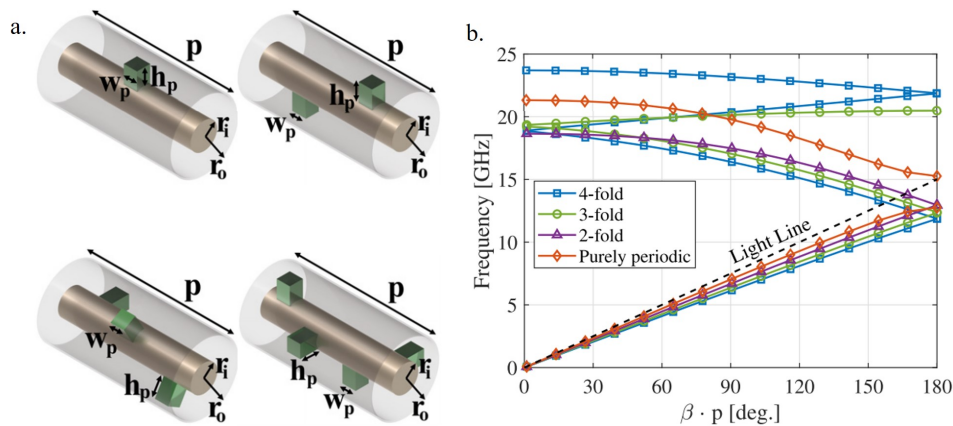 a.
p
wₚ
hₚ
rᵢ
rₒ
p
hₚ
wₚ
rᵢ
rₒ
p
wₚ
hₚ
rᵢ
rₒ
p
hₚ
wₚ
rᵢ
rₒ
b.
25
20
15
10
5
0
Frequency [GHz]
4-fold
3-fold
2-fold
Purely periodic
Light Line
0 30 60 90 120 150 180
β · p [deg.]